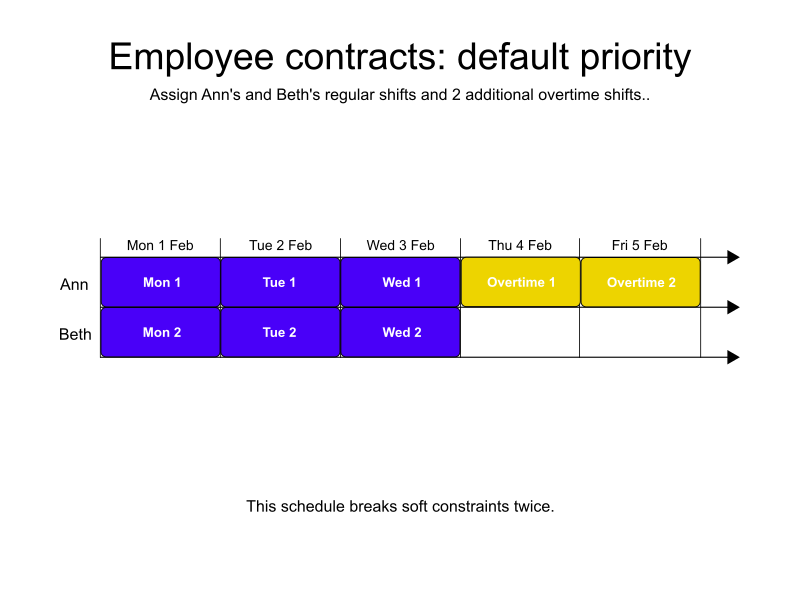 Employee contracts: default priority
Assign Ann's and Beth's regular shifts and 2 additional overtime shifts..
Mon 1 Feb Tue 2 Feb Wed 3 Feb Thu 4 Feb Fri 5 Feb
Ann Mon 1 Tue 1 Wed 1 Overtime 1 Overtime 2
Beth Mon 2 Tue 2 Wed 2
This schedule breaks soft constraints twice.